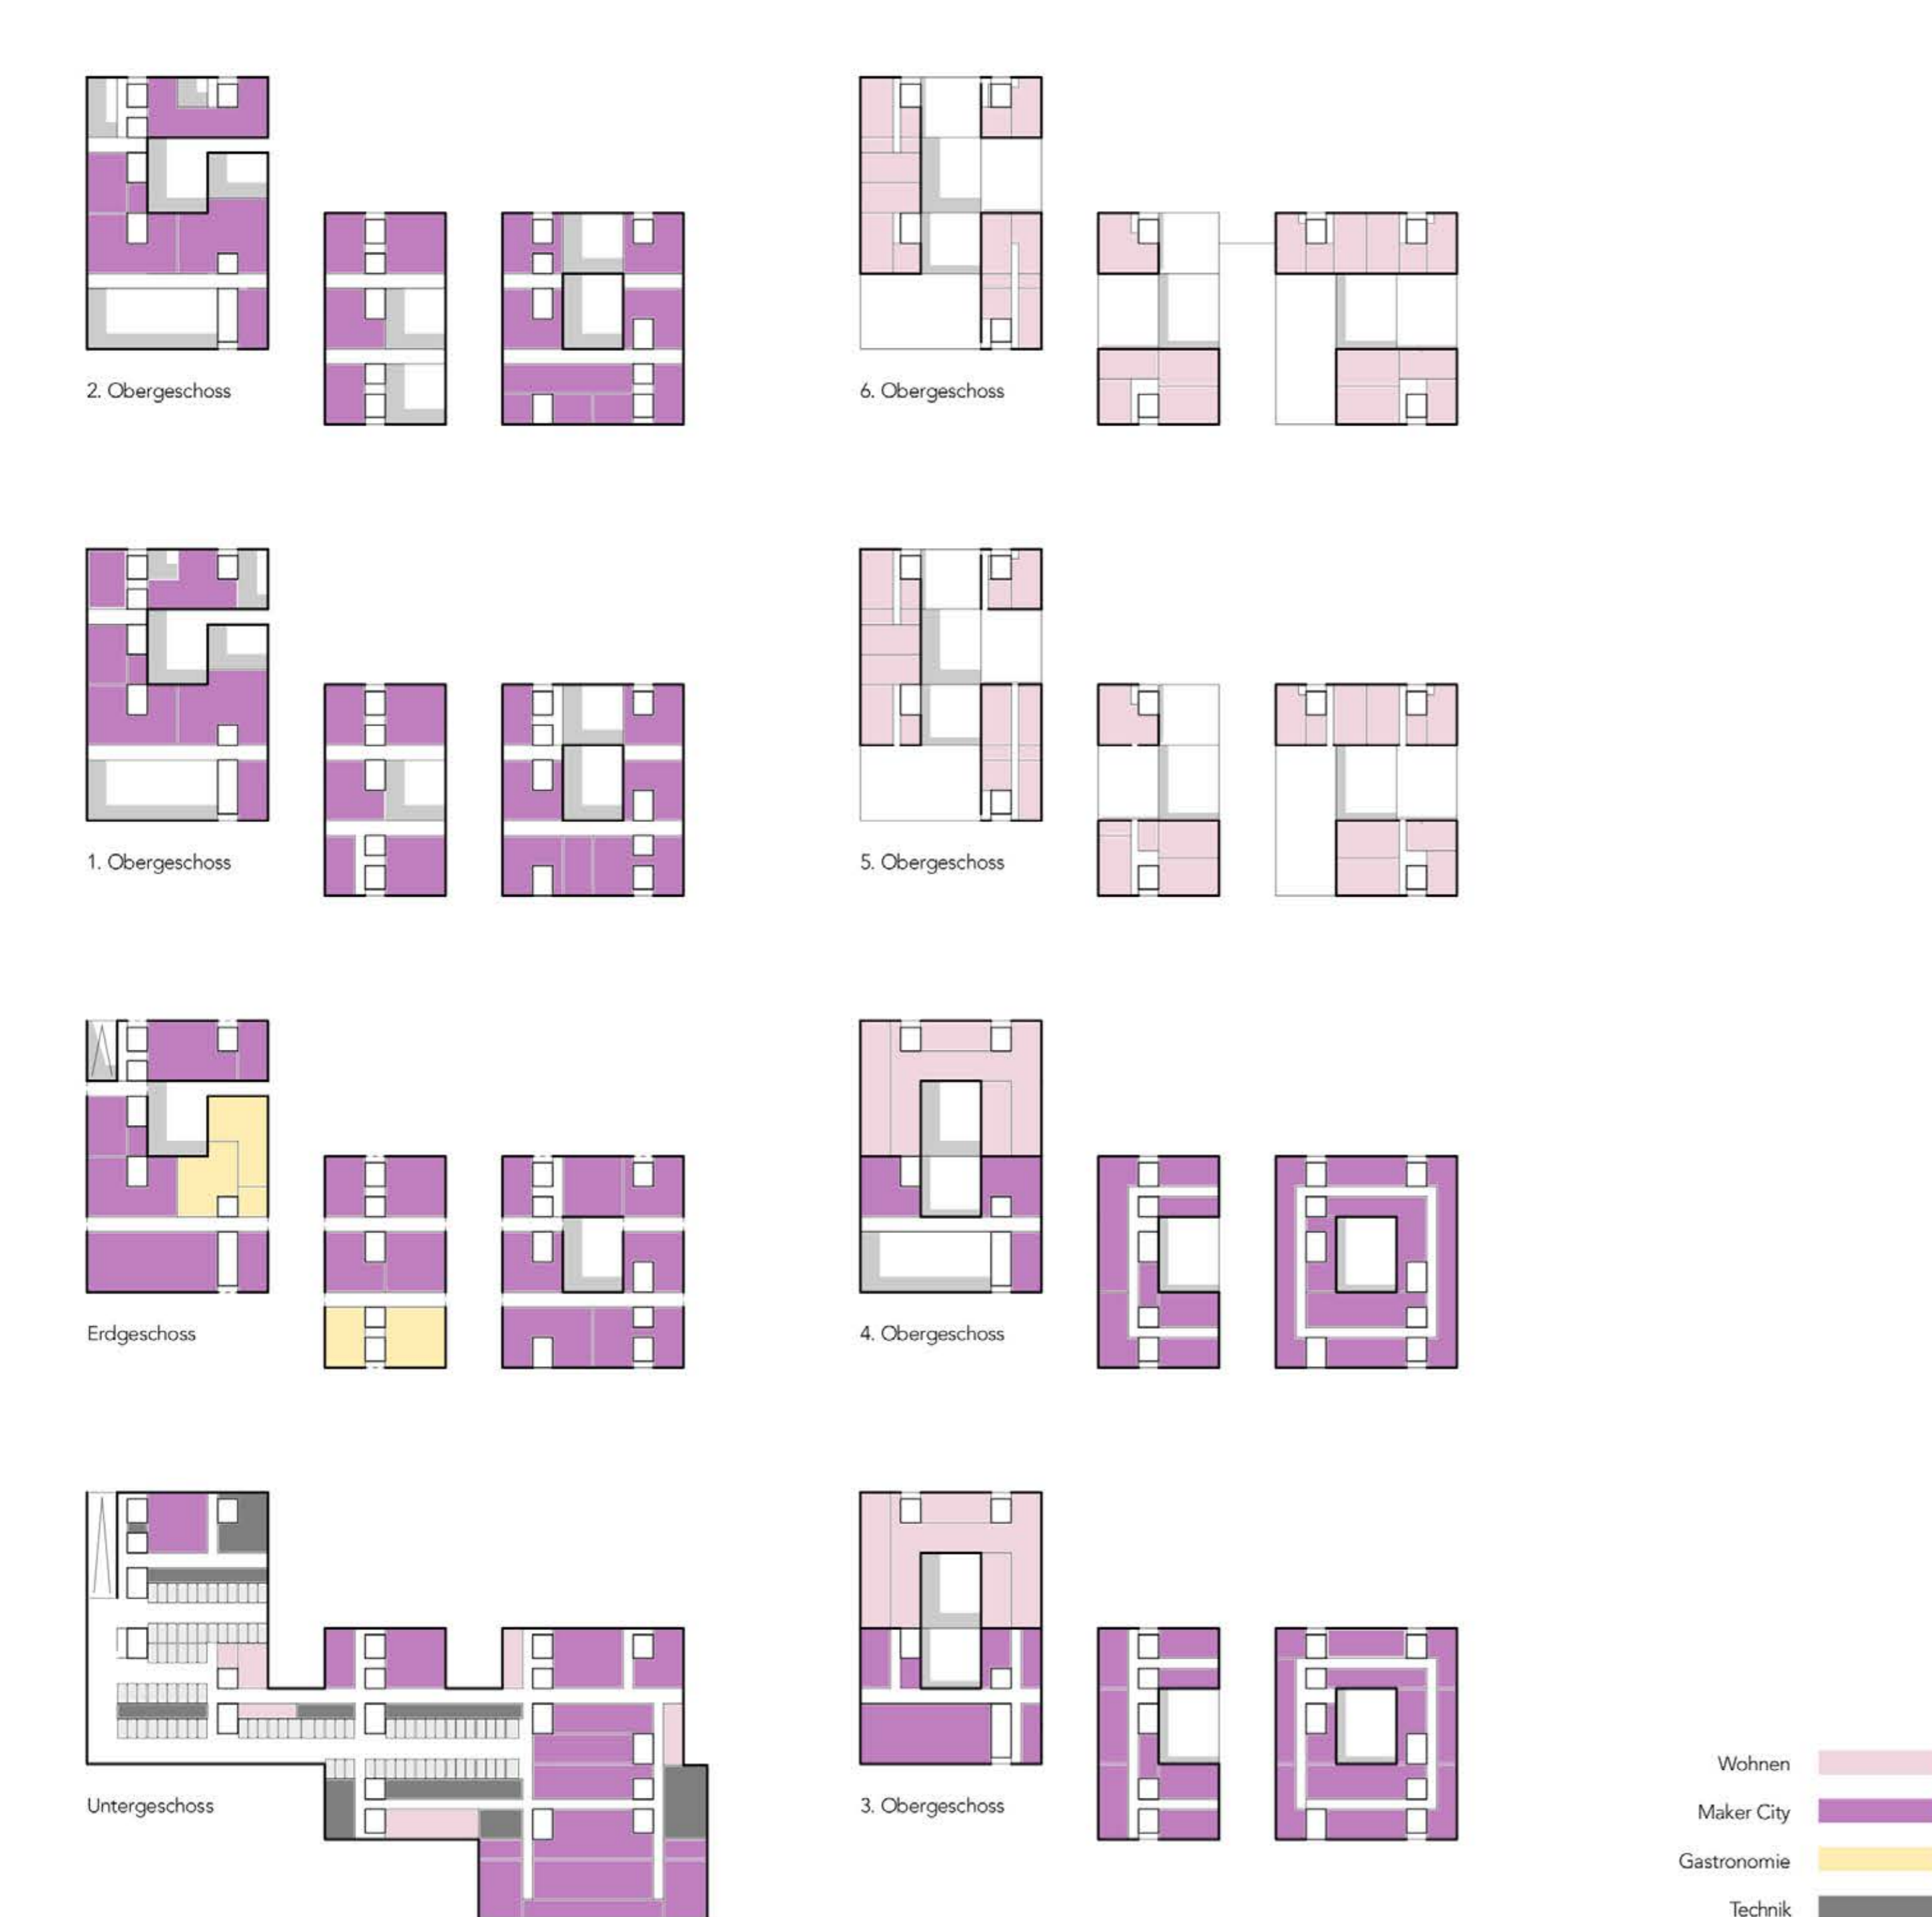 2. Obergeschoss
6. Obergeschoss
1. Obergeschoss
5. Obergeschoss
Erdgeschoss
4. Obergeschoss
Untergeschoss
3. Obergeschoss
Wohnen
Maker City
Gastronomie
Technik